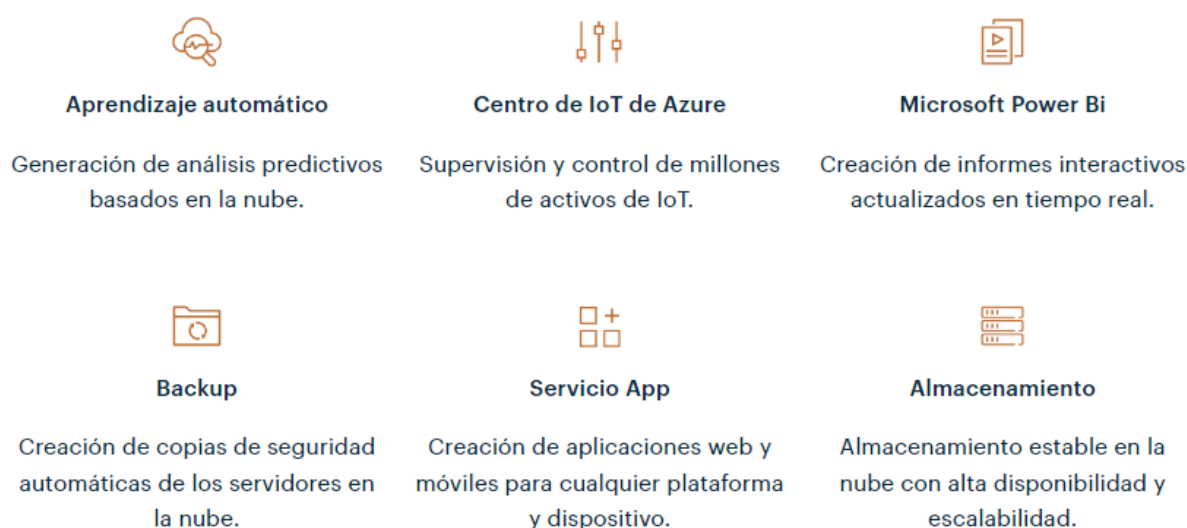 Aprendizaje automático
Generación de análisis predictivos
basados en la nube.
Centro de IoT de Azure
Supervisión y control de millones
de activos de IoT.
Microsoft Power Bi
Creación de informes interactivos
actualizados en tiempo real.
Backup
Creación de copias de seguridad
automáticas de los servidores en
la nube.
Servicio App
Creación de aplicaciones web y
móviles para cualquier plataforma
y dispositivo.
Almacenamiento
Almacenamiento estable en la
nube con alta disponibilidad y
escalabilidad.